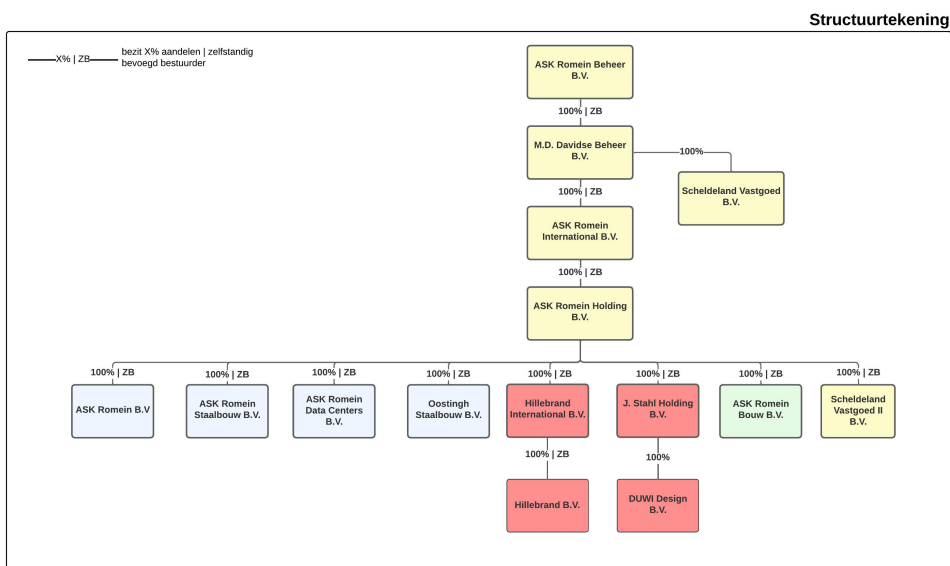 Structuurtekening
X% | ZB
bezit X% aandelen | zelfstandig
bevoegd bestuurder
ASK Romein Beheer
B.V.
100% | ZB
M.D. Davidse Beheer
B.V.
100%
Scheldeland Vastgoed
B.V.
100% | ZB
ASK Romein
International B.V.
100% | ZB
ASK Romein Holding
B.V.
100% | ZB
100% | ZB
100% | ZB
100% | ZB
100% | ZB
100% | ZB
100% | ZB
100% | ZB
ASK Romein B.V
ASK Romein
Staalbouw B.V.
ASK Romein
Data Centers
B.V.
Oostingh
Staalbouw B.V.
Hillebrand
International B.V.
J. Stahl Holding
B.V.
ASK Romein
Bouw B.V.
Scheldeland
Vastgoed II
B.V.
100% | ZB
100%
Hillebrand B.V.
DUWI Design
B.V.